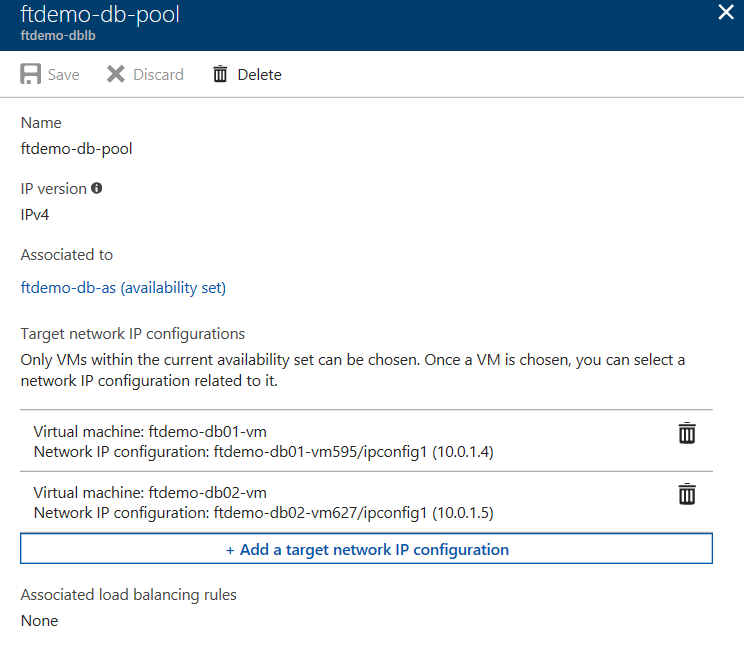 ftdemo-db-pool
ftdemo-dblb
Save Discard Delete
Name
ftdemo-db-pool
IP version
IPv4
Associated to
ftdemo-db-as (availability set)
Target network IP configurations
Only VMs within the current availability set can be chosen. Once a VM is chosen, you can select a
network IP configuration related to it.
Virtual machine: ftdemo-db01-vm
Network IP configuration: ftdemo-db01-vm595/ipconfig1 (10.0.1.4)
Virtual machine: ftdemo-db02-vm
Network IP configuration: ftdemo-db02-vm627/ipconfig1 (10.0.1.5)
+ Add a target network IP configuration
Associated load balancing rules
None